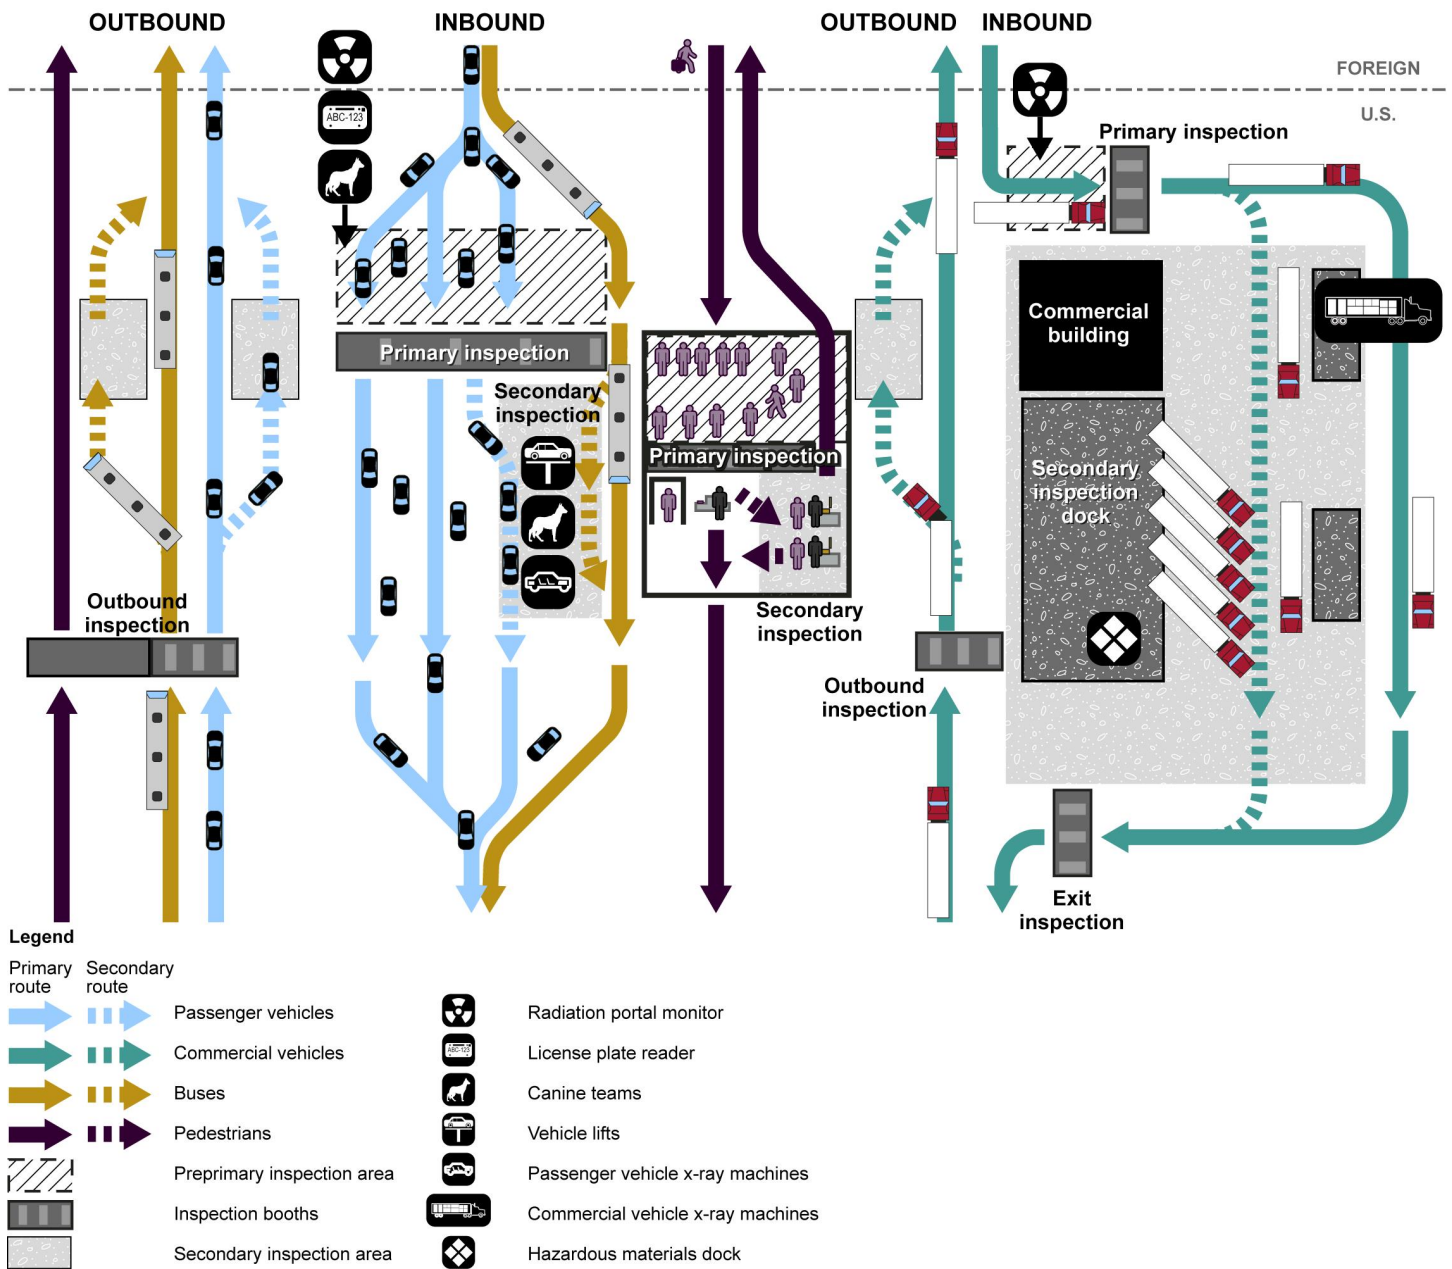 OUTBOUND
INBOUND
OUTBOUND
INBOUND
FOREIGN
U.S.
ABC-123
Primary inspection
Primary inspection
Secondary
inspection
Commercial
building
Primary inspection
Secondary
inspection
dock
Outbound
inspection
Secondary
inspection
Outbound
inspection
Exit
inspection
Legend
Primary
route
Secondary
route
Passenger vehicles
Commercial vehicles
Buses
Pedestrians
Preprimary inspection area
Inspection booths
Secondary inspection area
Radiation portal monitor
ABC-123
License plate reader
Canine teams
Vehicle lifts
Passenger vehicle x-ray machines
Commercial vehicle x-ray machines
Hazardous materials dock